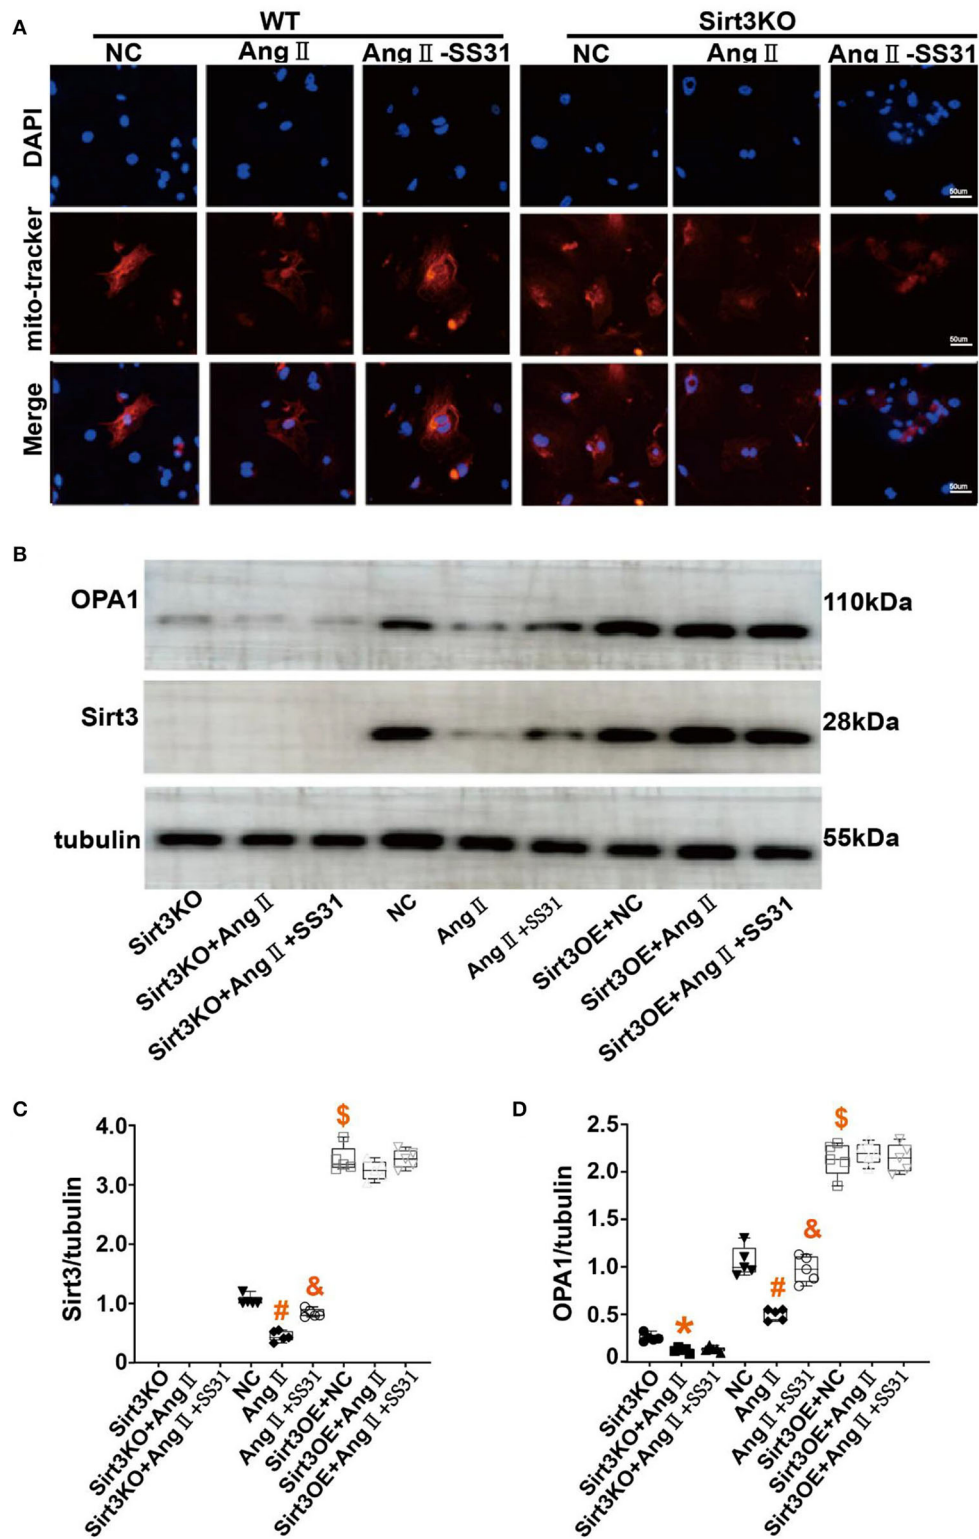 A
WT
Sirt3KO
NC
Ang Ⅱ
Ang Ⅱ -SS31
NC
Ang Ⅱ
Ang Ⅱ -SS31
DAPI
50um
mito-tracker
50um
Merge
50um
B
OPA1
110kDa
Sirt3
28kDa
tubulin
55kDa
Sirt3KO
Sirt3KO+Ang Ⅱ
Sirt3KO+Ang Ⅱ +SS31
NC
Ang Ⅱ
Ang Ⅱ +SS31
Sirt3OE+NC
Sirt3OE+Ang Ⅱ
Sirt3OE+Ang Ⅱ +SS31
C
Sirt3/tubulin
4.0
3.0
2.0
1.0
0
$
#
&
Sirt3KO
Sirt3KO+Ang Ⅱ
Sirt3KO+Ang Ⅱ +SS31
NC
Ang Ⅱ
Ang Ⅱ +SS31
Sirt3OE+NC
Sirt3OE+Ang Ⅱ
Sirt3OE+Ang Ⅱ +SS31
D
OPA1/tubulin
2.5
2.0
1.5
1.0
0.5
0
*
#
&
$
Sirt3KO
Sirt3KO+Ang Ⅱ
Sirt3KO+Ang Ⅱ +SS31
NC
Ang Ⅱ
Ang Ⅱ +SS31
Sirt3OE+NC
Sirt3OE+Ang Ⅱ
Sirt3OE+Ang Ⅱ +SS31